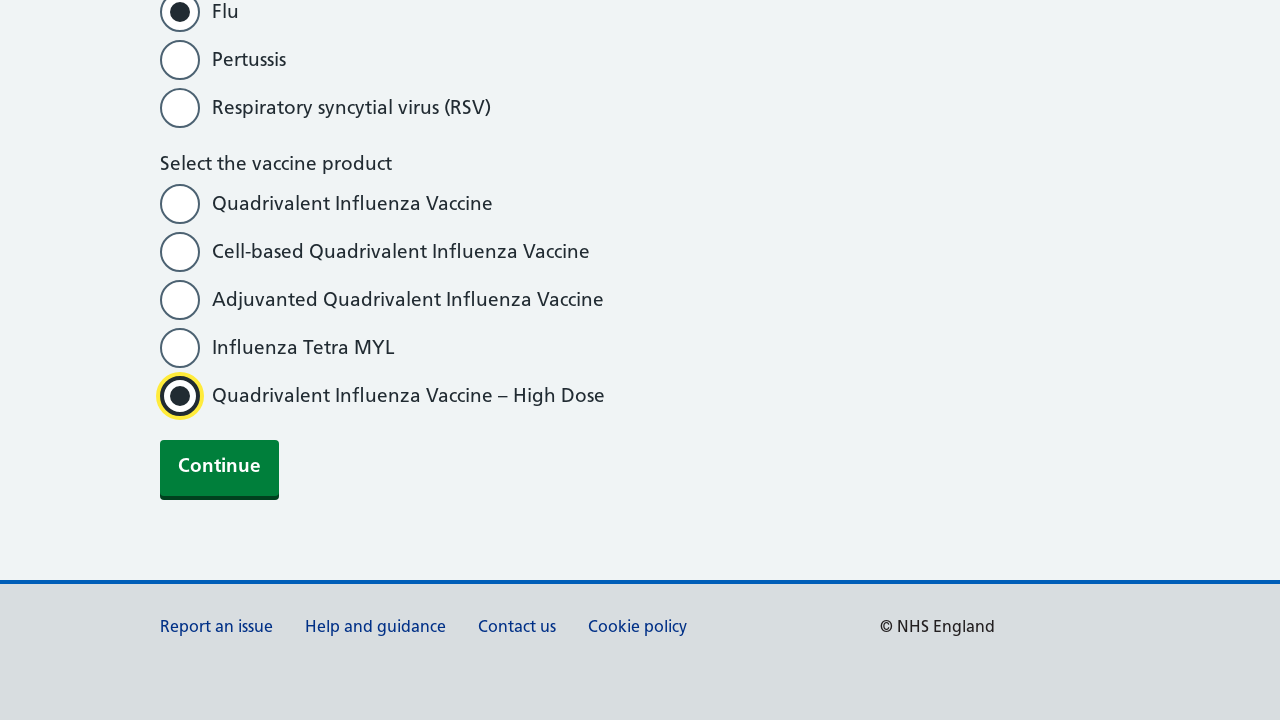 Flu
Pertussis
Respiratory syncytial virus (RSV)
Select the vaccine product
Quadrivalent Influenza Vaccine
Cell-based Quadrivalent Influenza Vaccine
Adjuvanted Quadrivalent Influenza Vaccine
Influenza Tetra MYL
Quadrivalent Influenza Vaccine – High Dose
Continue
Report an issue Help and guidance Contact us Cookie policy © NHS England